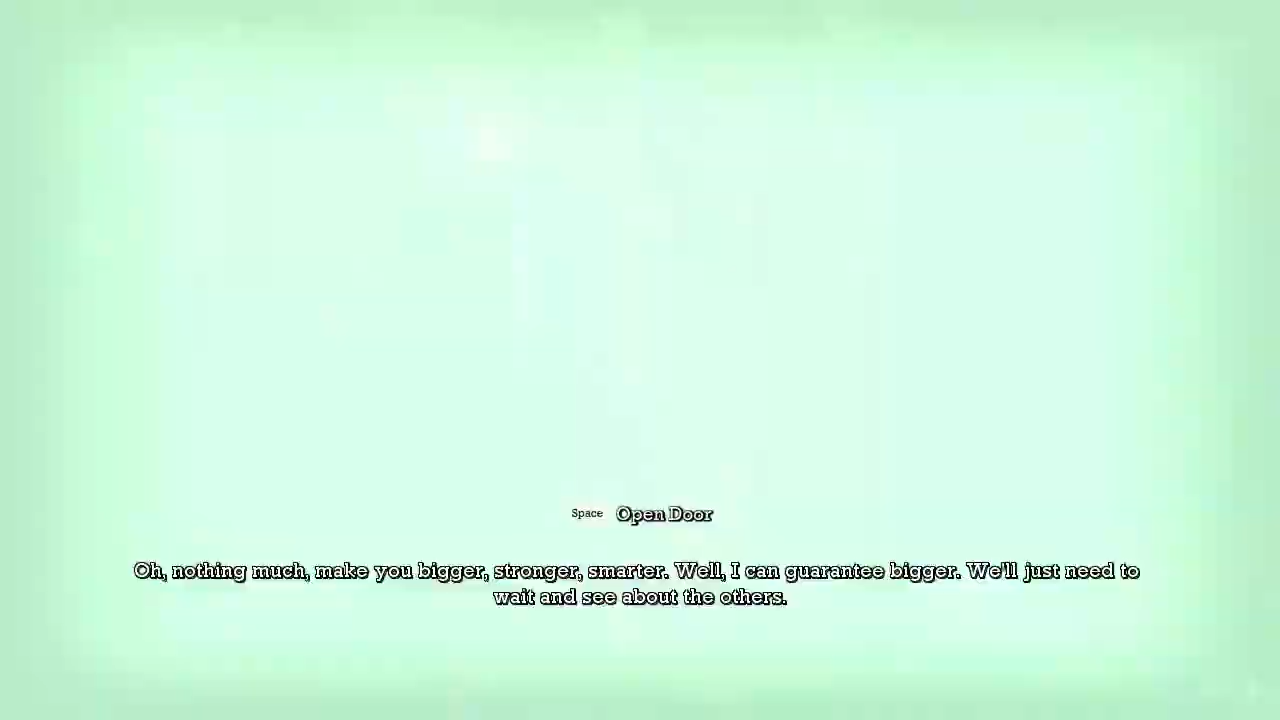 Space Open Door
Oh, nothing much, make you bigger, stronger, smarter. Well, I can guarantee bigger. We'll just need to
wait and see about the others.